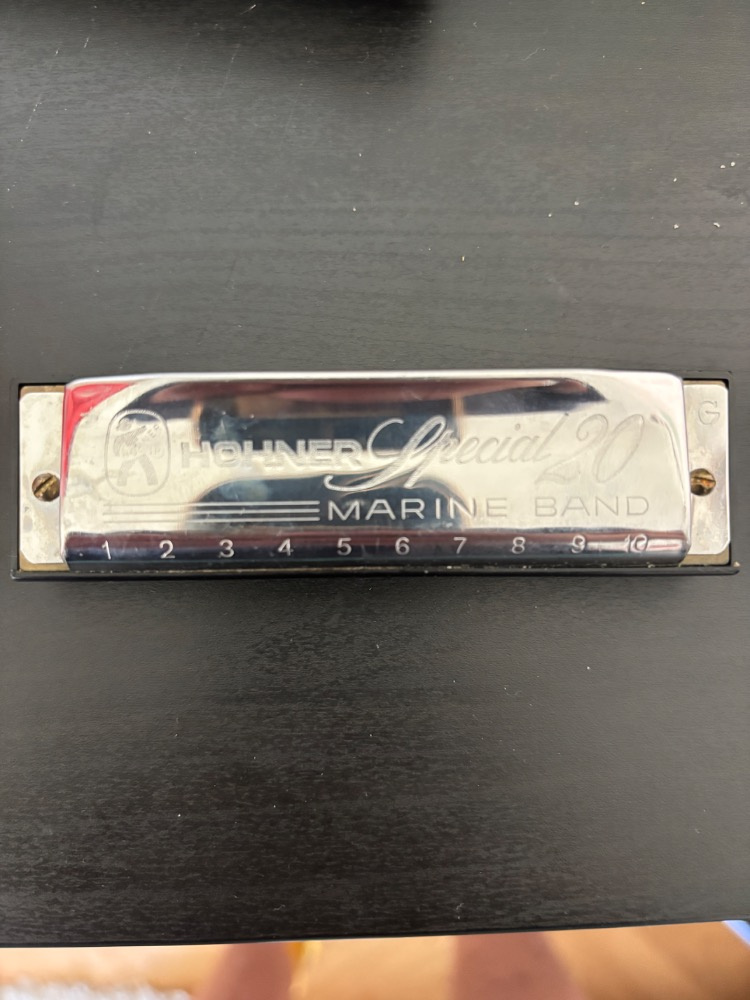 HOHNER Special 20
G
MARINE BAND
1 2 3 4 5 6 7 8 9 10